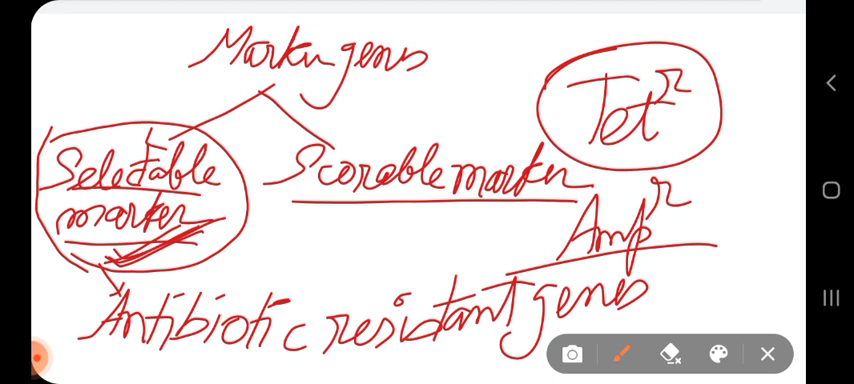 Marker genes
Selectable
marker
Scorable marker
Tet^r
Amp^r
Antibiotic resistant genes